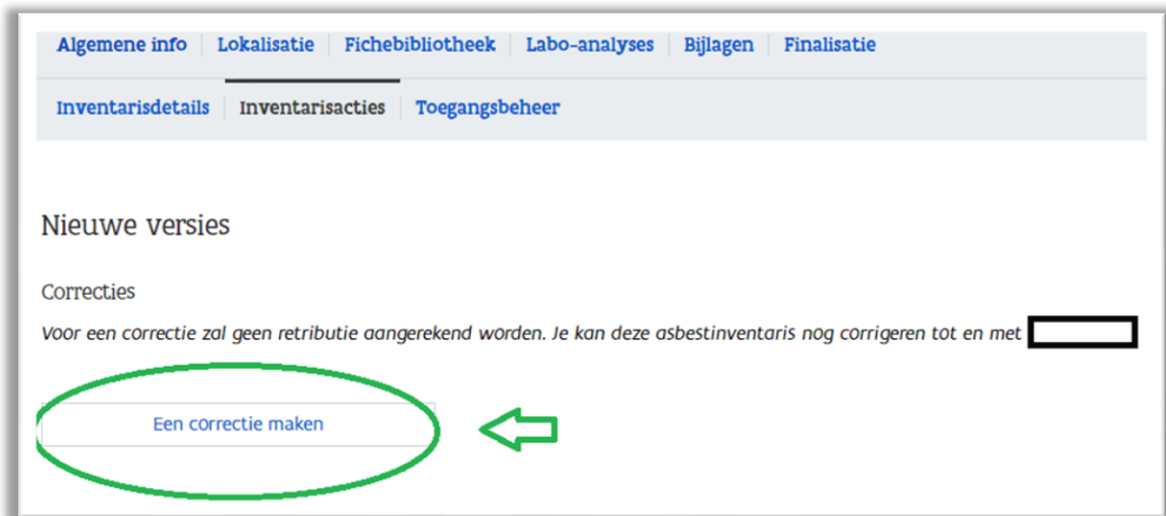 Algemene info Lokalisatie Fichebibliotheek Labo-analyses Bijlagen Finalisatie
Inventarisdetails Inventarisacties Toegangsbeheer
Nieuwe versies
Correcties
Voor een correctie zal geen retributie aangerekend worden. Je kan deze asbestinventaris nog corrigeren tot en met
Een correctie maken